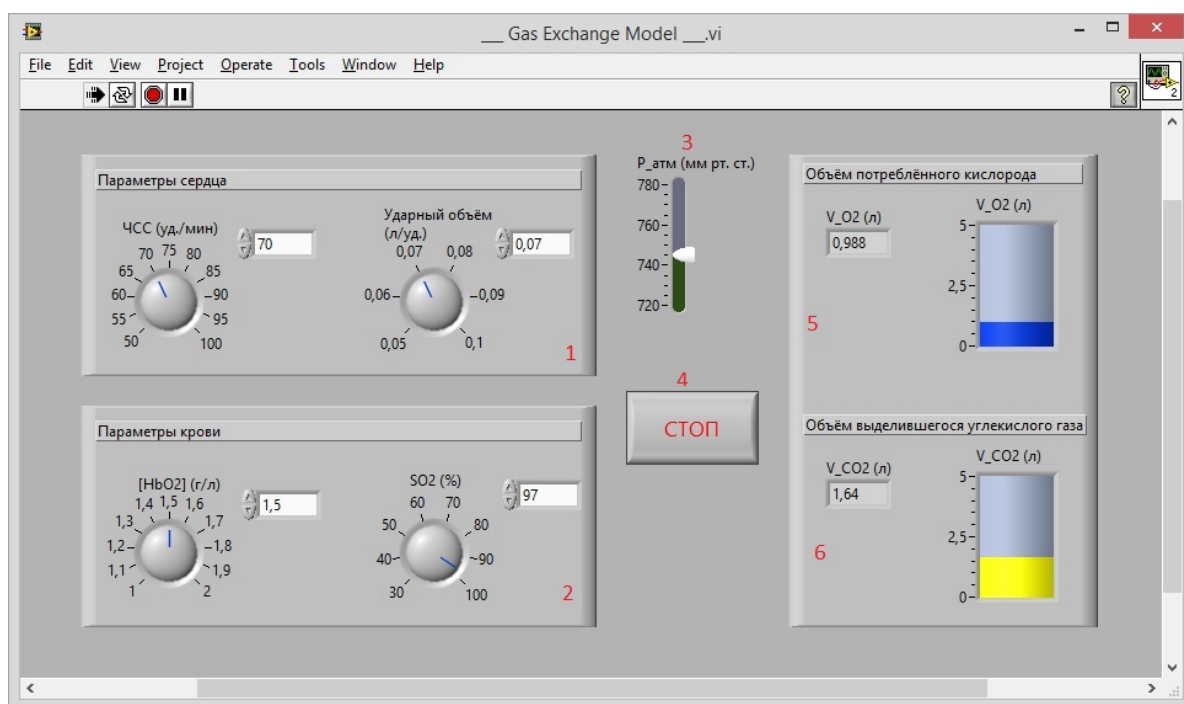 ___ Gas Exchange Model ___.vi
File Edit View Project Operate Tools Window Help
2
Параметры сердца
ЧСС (уд./мин)
70
50 55 60 65 70 75 80 85 90 95 100
Ударный объём
(л/уд.)
0,07
0,05 0,06 0,07 0,08 0,09 0,1
1
Параметры крови
[HbO2] (г/л)
1,5
1 1,1 1,2 1,3 1,4 1,5 1,6 1,7 1,8 1,9 2
SO2 (%)
97
30 40 50 60 70 80 90 100
2
3
P_атм (мм рт. ст.)
780
760
740
720
4
СТОП
Объём потреблённого кислорода
V_O2 (л)
0,988
V_O2 (л)
5
2,5
0
5
Объём выделившегося углекислого газа
V_CO2 (л)
1,64
V_CO2 (л)
5
2,5
0
6